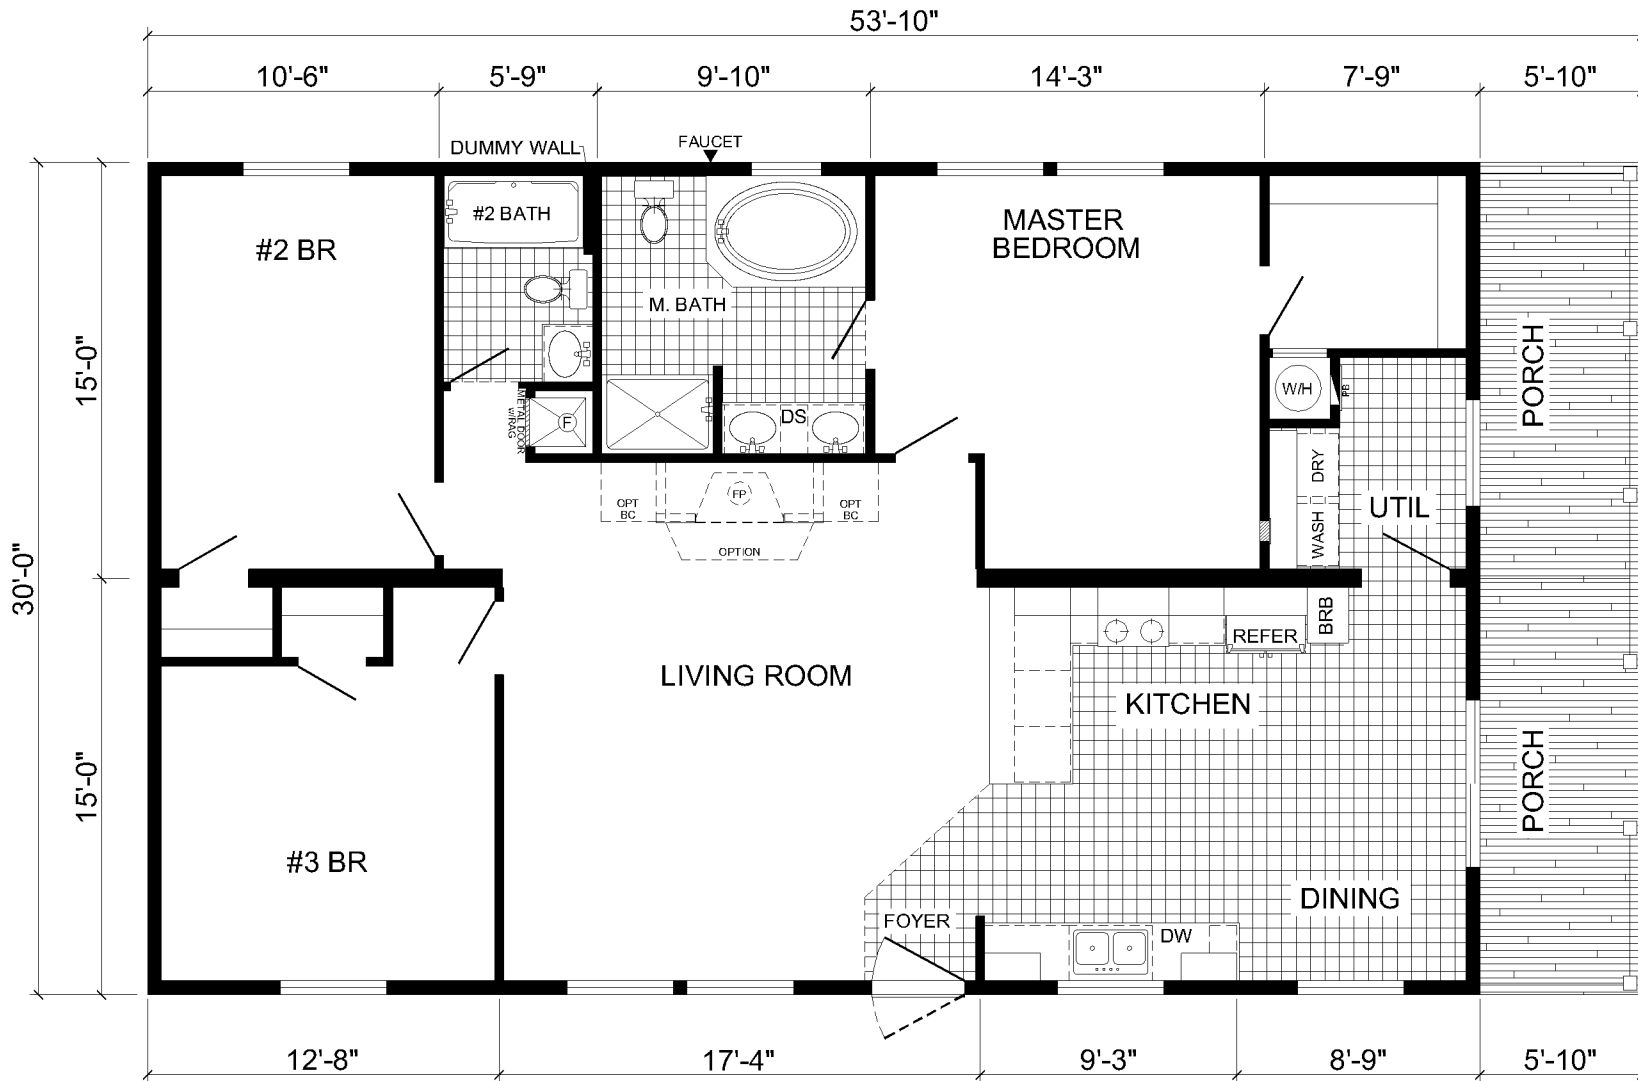 53'-10"
10'-6"
5'-9"
9'-10"
14'-3"
7'-9"
5'-10"
DUMMY WALL
FAUCET
#2 BATH
MASTER
BEDROOM
#2 BR
M. BATH
15'-0"
PORCH
W/H
PB
DS
METAL DOOR
W/RAG
F
DRY
FP
OPT
BC
OPT
BC
UTIL
WASH
OPTION
30'-0"
BRB
REFER
LIVING ROOM
KITCHEN
15'-0"
PORCH
#3 BR
DINING
FOYER
DW
12'-8"
17'-4"
9'-3"
8'-9"
5'-10"